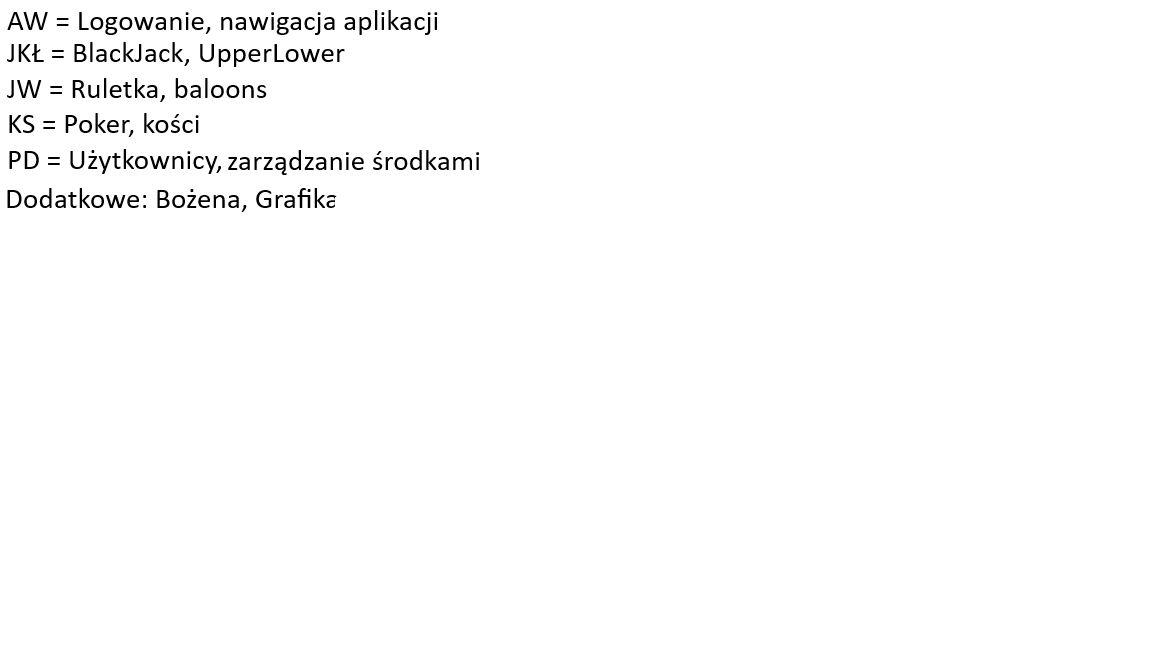 AW = Logowanie, nawigacja aplikacji
JKŁ = BlackJack, UpperLower
JW = Ruletka, baloons
KS = Poker, kości
PD = Użytkownicy, zarządzanie środkami
Dodatkowe: Bożena, Grafika